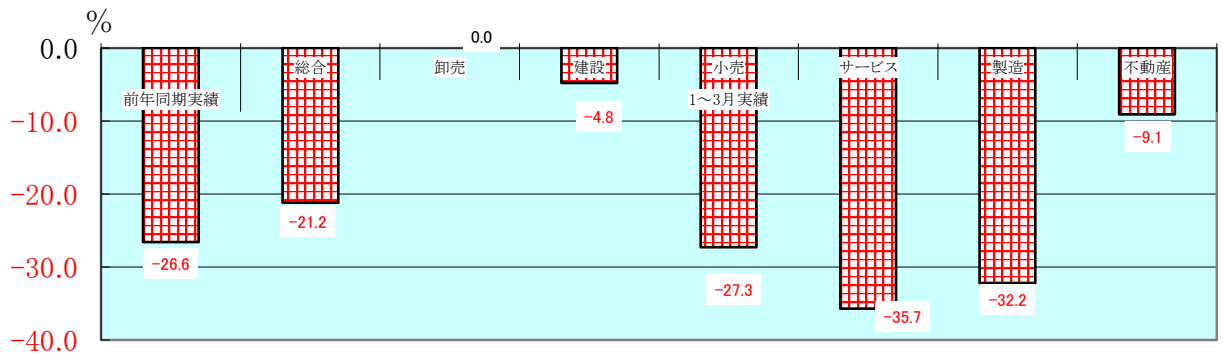 %
0.0
0.0
-10.0
-20.0
-30.0
-40.0
総合
卸売
建設
小売
サービス
製造
不動産
前年同期実績
1～3月実績
-26.6
-21.2
-4.8
-27.3
-35.7
-32.2
-9.1